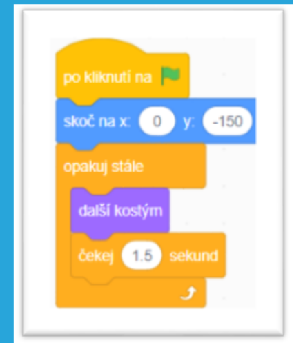 po kliknutí na
skoč na x: 0 y: -150
opakuj stále
další kostým
čekej 1.5 sekund